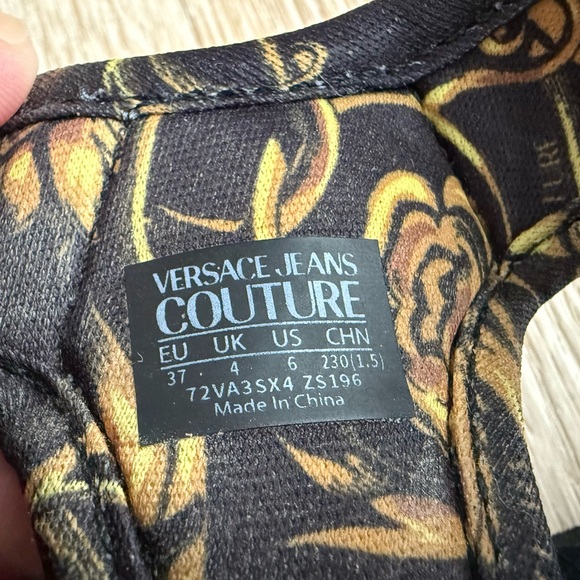 VERSACE JEANS
COUTURE
EU UK US CHN
37 4 6 230(1.5)
72VA3SX4 ZS196
Made In China